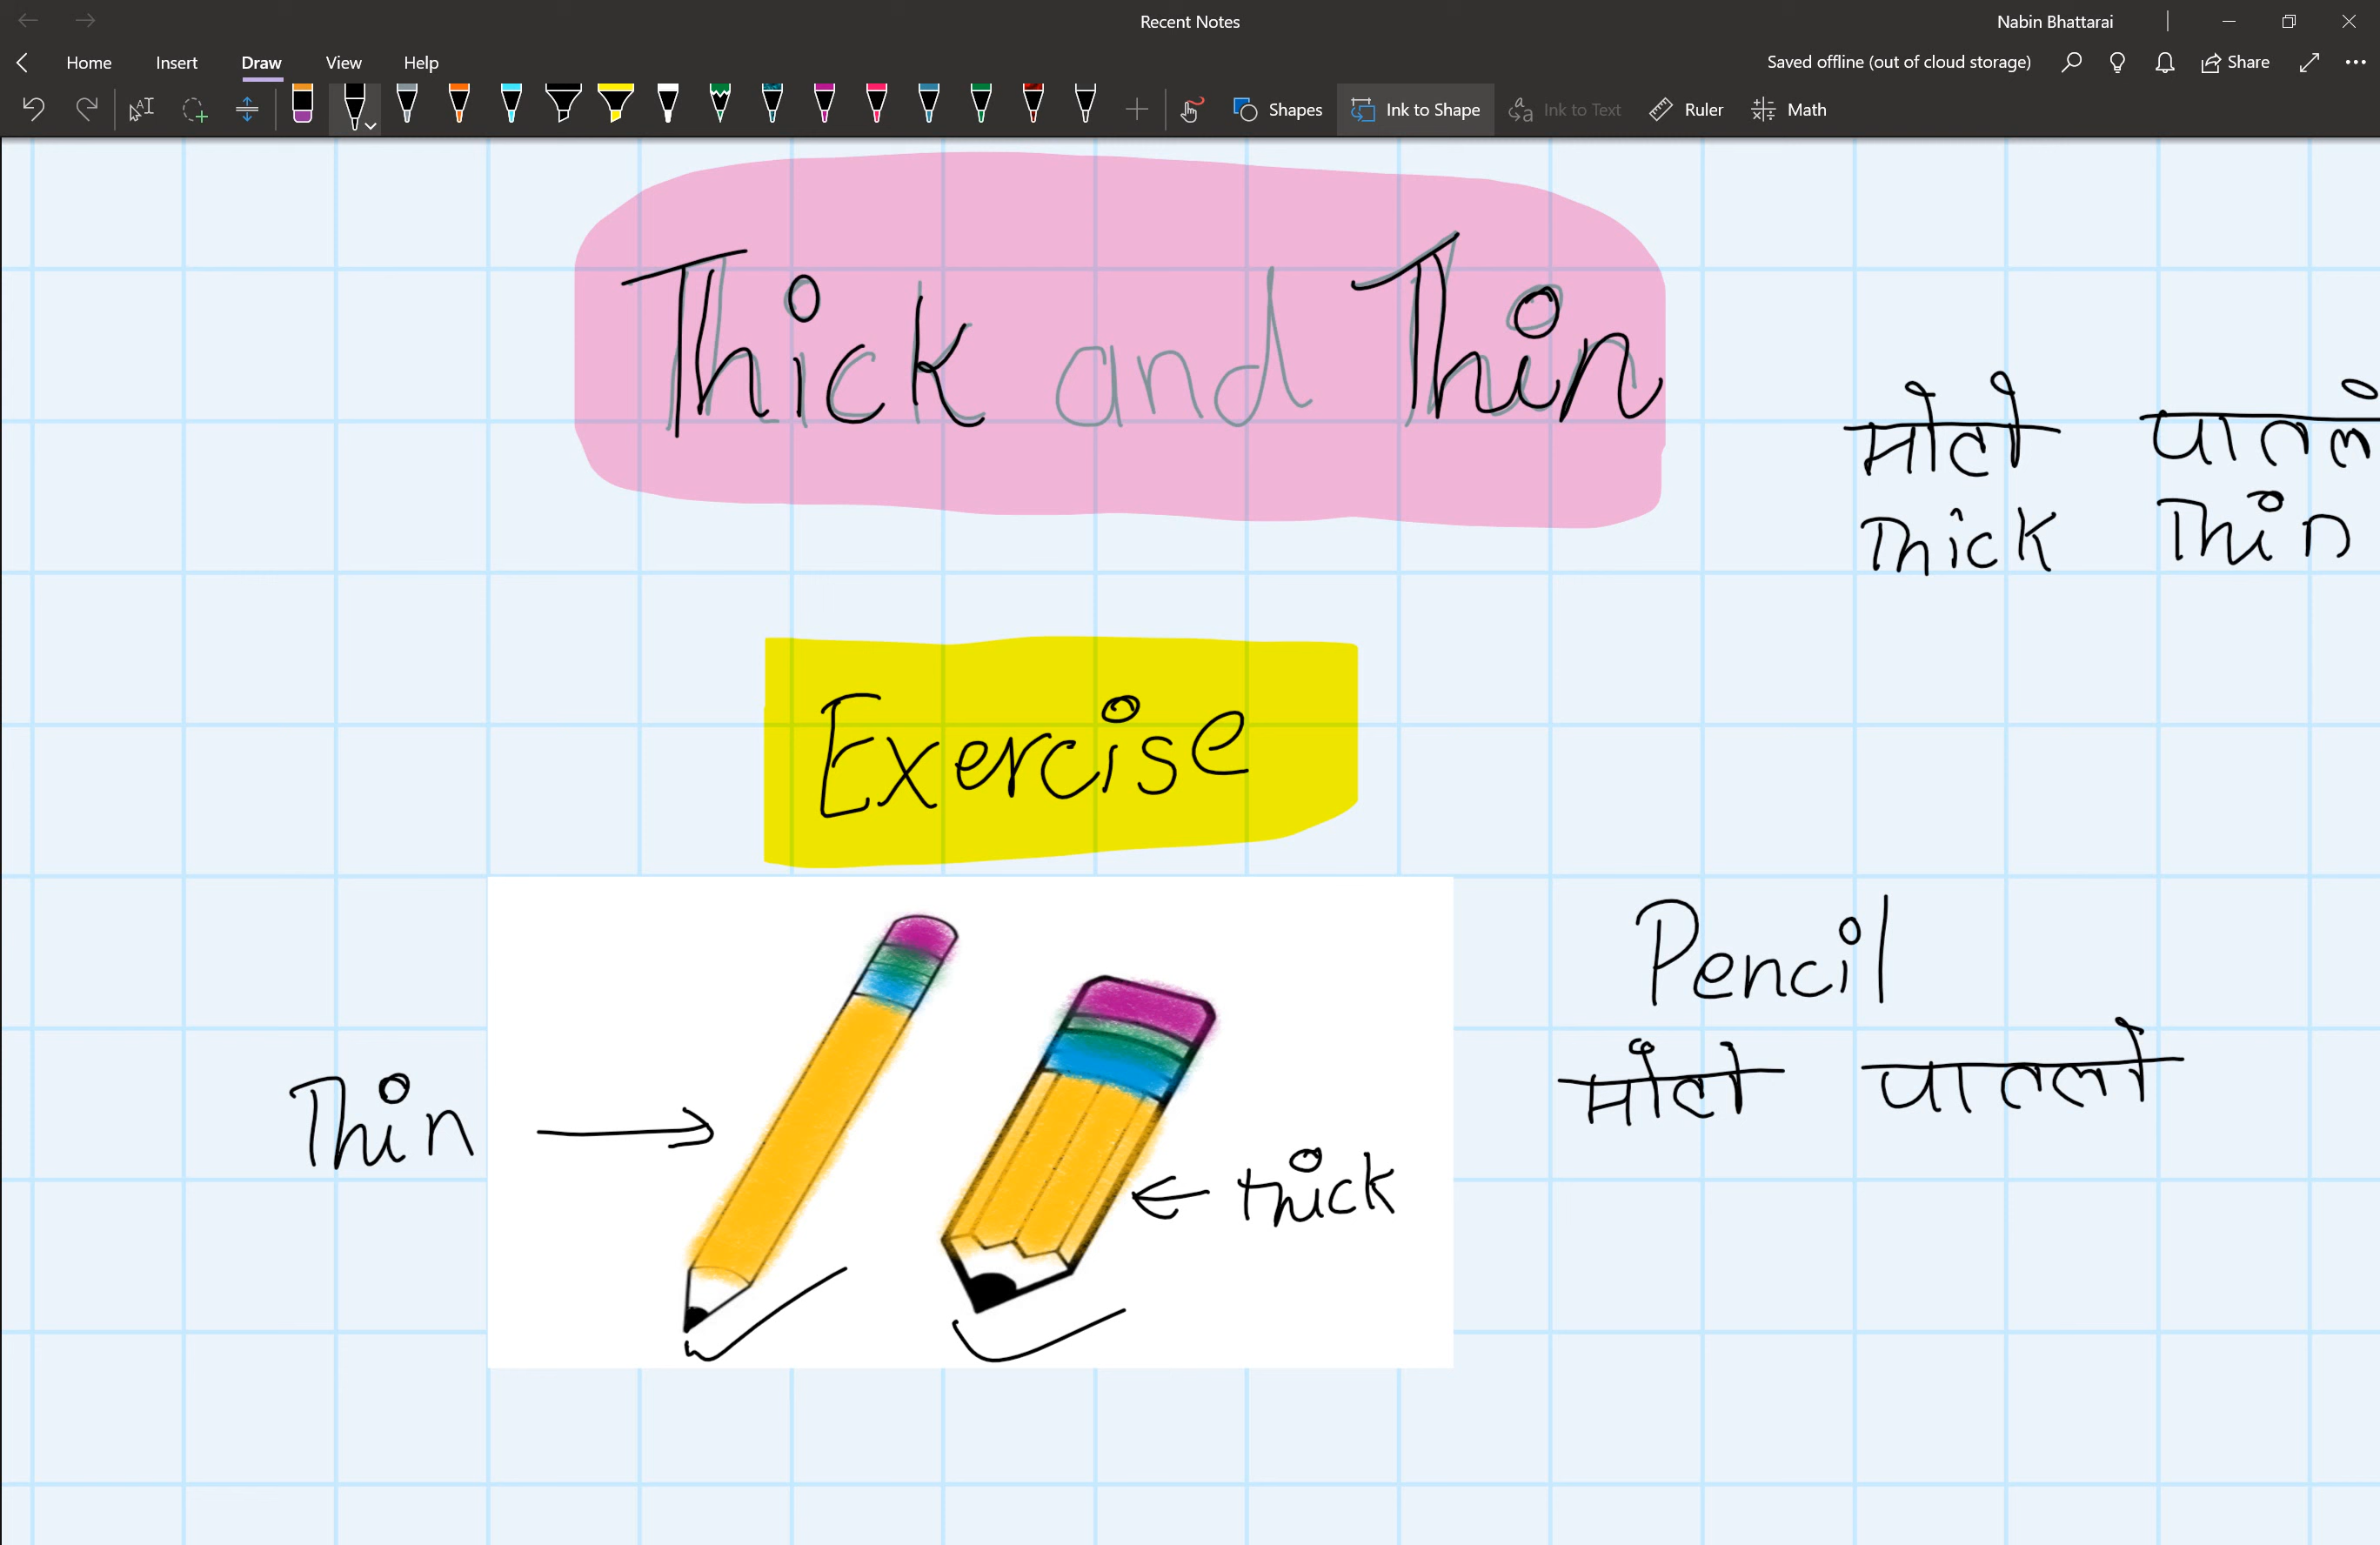 Recent Notes
Nabin Bhattarai
Home Insert Draw View Help
Saved offline (out of cloud storage)
Share
Shapes
Ink to Shape
Ink to Text
Ruler
Math
Thick and Thin
मोटो
Thick Thin
Exercise
Pencil
मोटो पातलो
Thin
thick